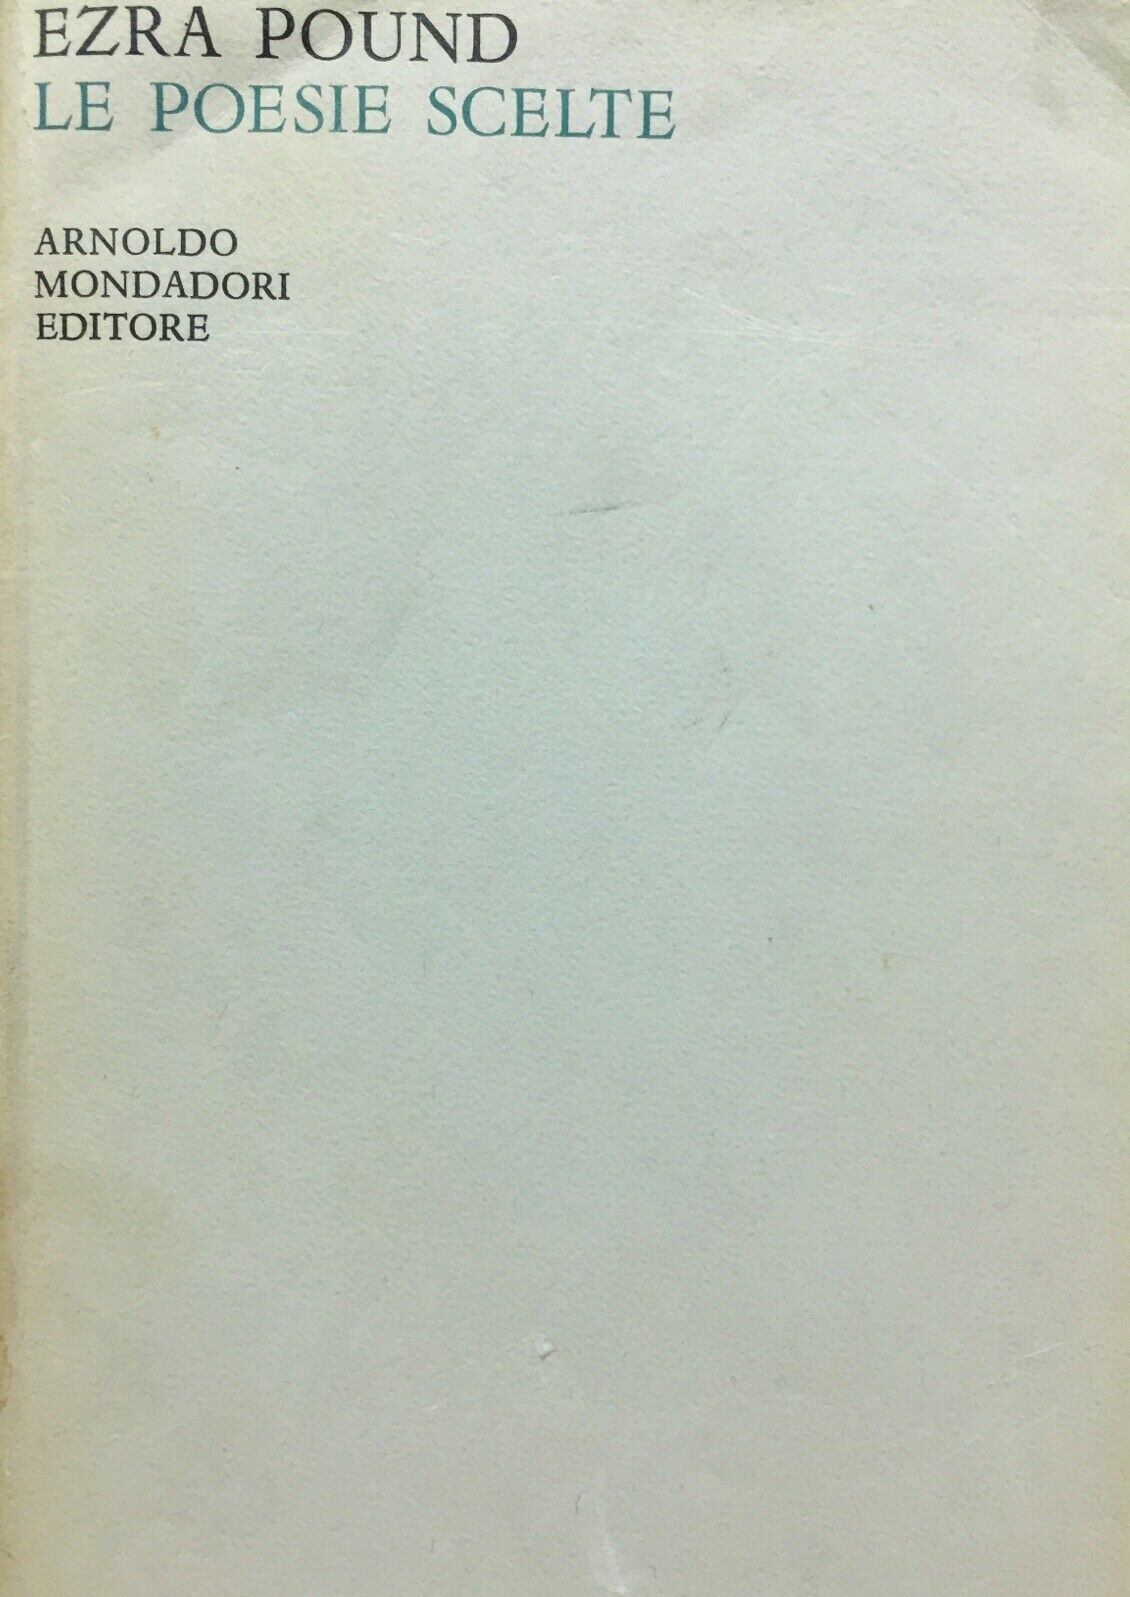 EZRA POUND
LE POESIE SCELTE
ARNOLDO
MONDADORI
EDITORE